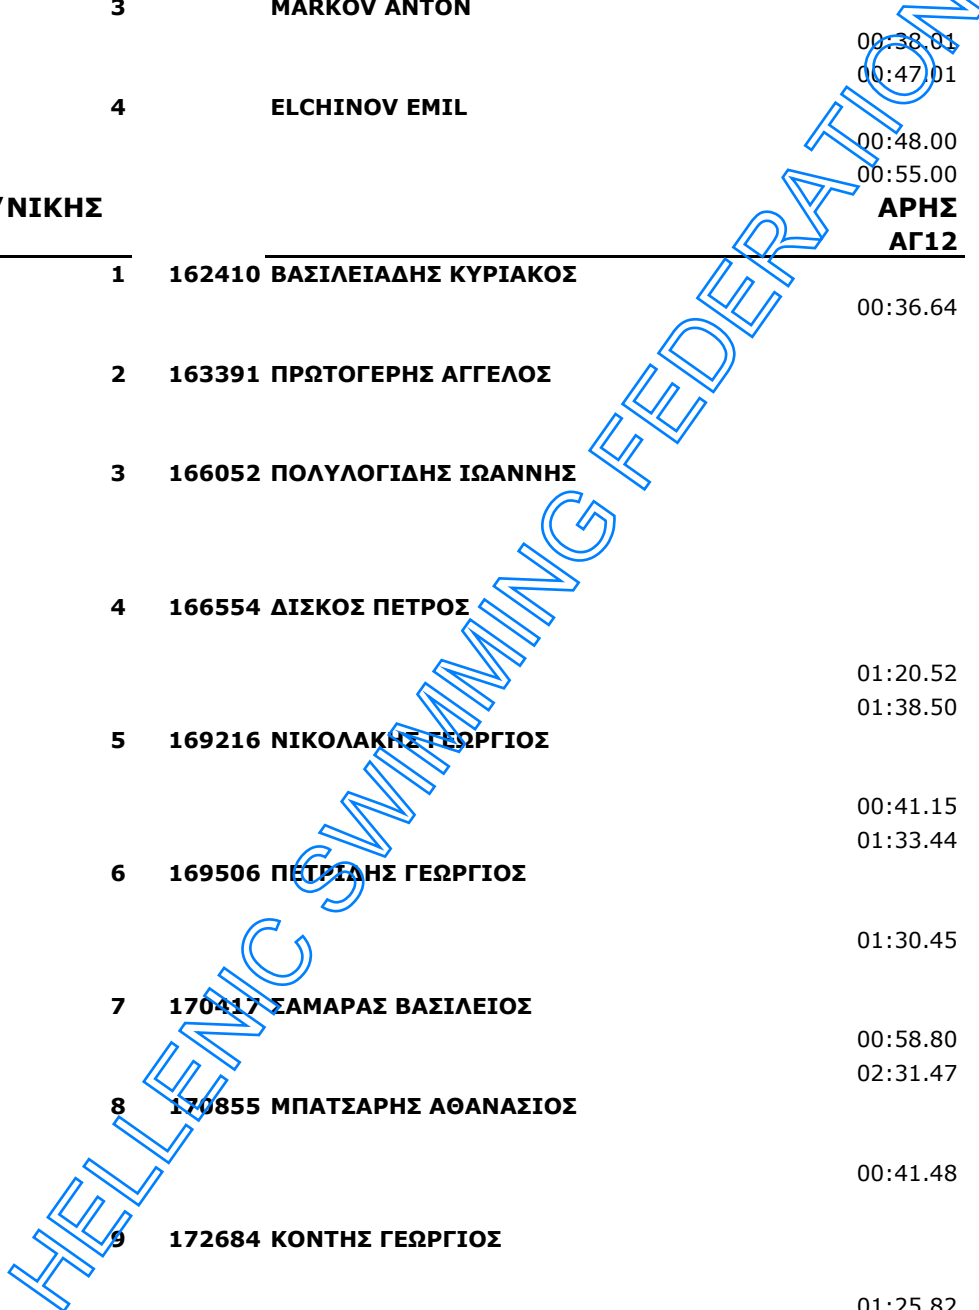 3 MARKOV ANTON
00:38.01
00:47.01
4 ELCHINOV EMIL
00:48.00
00:55.00
ΝΙΚΗΣ ΑΡΗΣ
ΑΓ12
1 162410 ΒΑΣΙΛΕΙΑΔΗΣ ΚΥΡΙΑΚΟΣ
00:36.64
2 163391 ΠΡΩΤΟΓΕΡΗΣ ΑΓΓΕΛΟΣ
3 166052 ΠΟΛΥΛΟΓΙΔΗΣ ΙΩΑΝΝΗΣ
4 166554 ΔΙΣΚΟΣ ΠΕΤΡΟΣ
01:20.52
01:38.50
5 169216 ΝΙΚΟΛΑΚΗΣ ΓΕΩΡΓΙΟΣ
00:41.15
01:33.44
6 169506 ΠΕΤΡΙΔΗΣ ΓΕΩΡΓΙΟΣ
01:30.45
7 170417 ΣΑΜΑΡΑΣ ΒΑΣΙΛΕΙΟΣ
00:58.80
02:31.47
8 170855 ΜΠΑΤΣΑΡΗΣ ΑΘΑΝΑΣΙΟΣ
00:41.48
9 172684 ΚΟΝΤΗΣ ΓΕΩΡΓΙΟΣ
01:25.82
HELLENIC SWIMMING FEDERATION